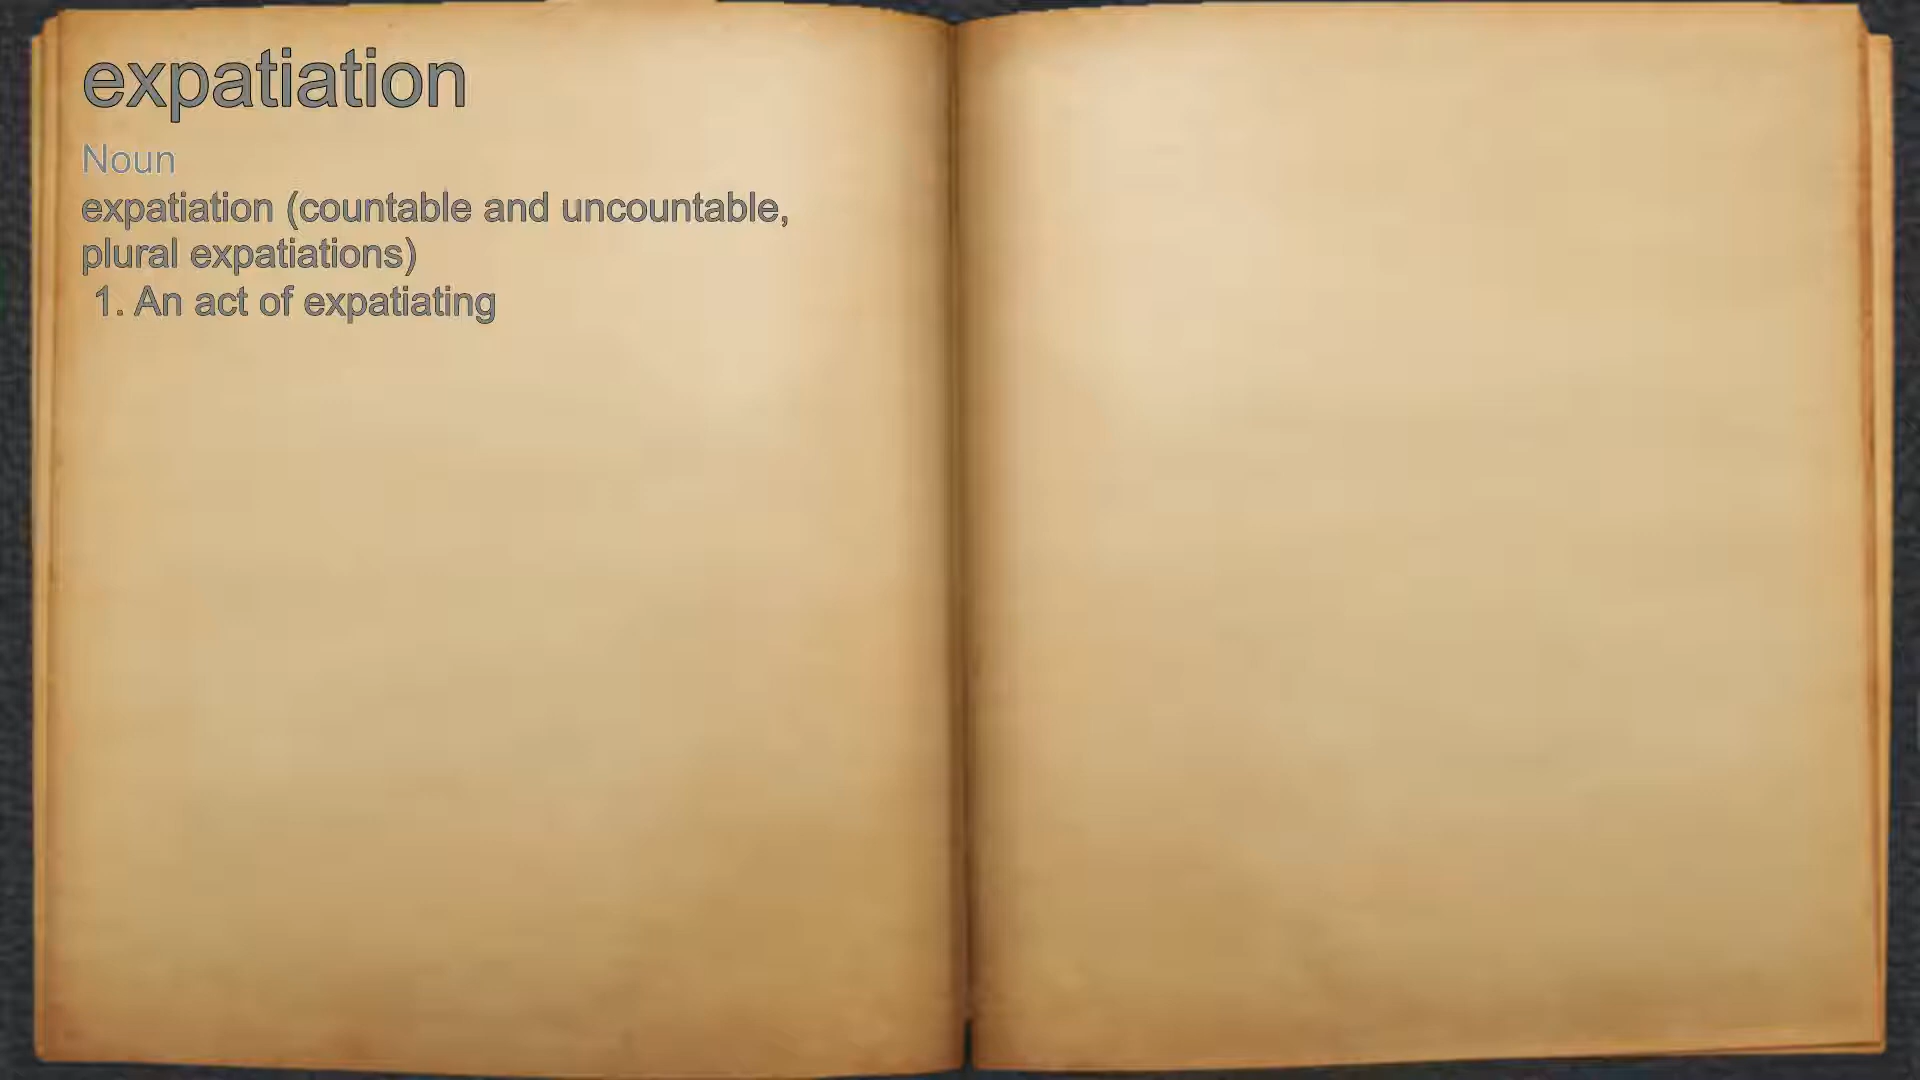 expatiation
Noun
expatiation (countable and uncountable,
plural expatiations)
1. An act of expatiating